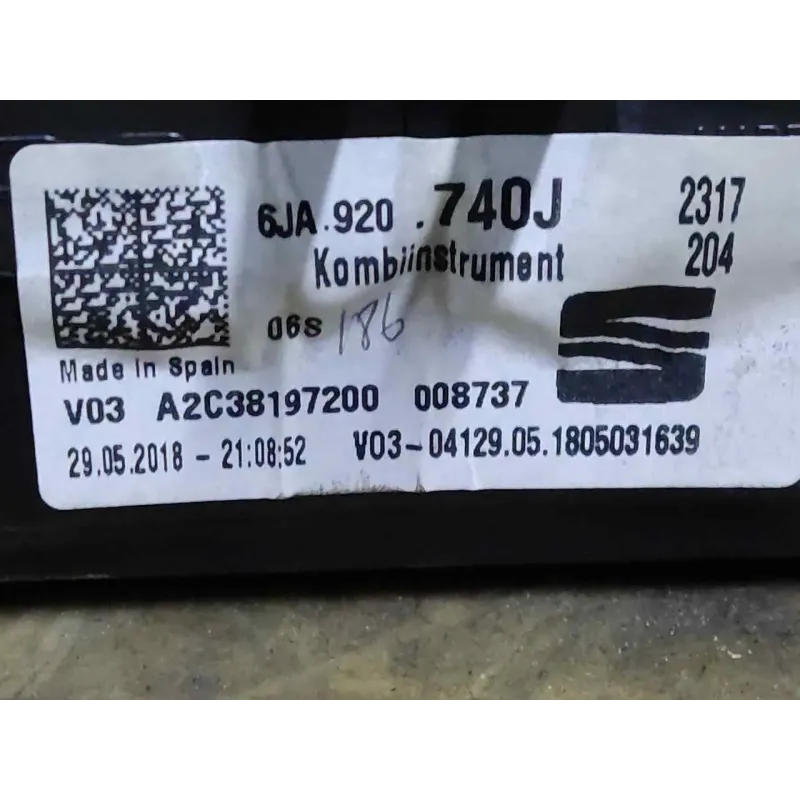 6JA.920 .740J 2317
Kombiinstrument 204
06S 186
Made in Spain
V03 A2C38197200 008737
29.05.2018 - 21:08:52 V03-04129.05.1805031639